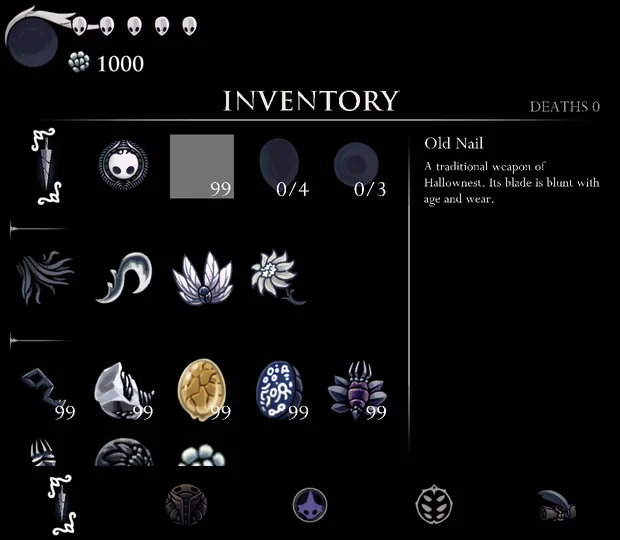 1000
INVENTORY
DEATHS 0
Old Nail
A traditional weapon of
Hallownest. Its blade is blunt with
age and wear.
99
0/4
0/3
99
99
99
99
99